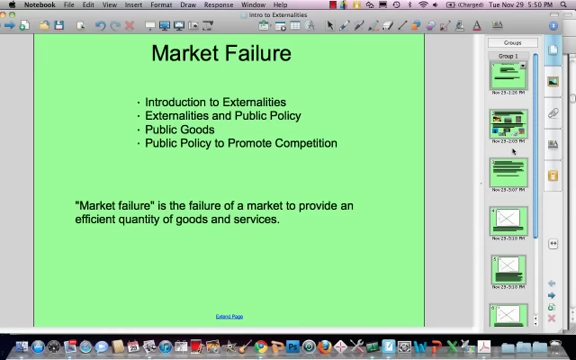 Notebook File Edit View Insert Format Draw Response Window Help (Charged) Tue Nov 29 5:50 PM
Intro to Externalities
Market Failure
· Introduction to Externalities
· Externalities and Public Policy
· Public Goods
· Public Policy to Promote Competition
"Market failure" is the failure of a market to provide an
efficient quantity of goods and services.
Extend Page
Groups
Group 1